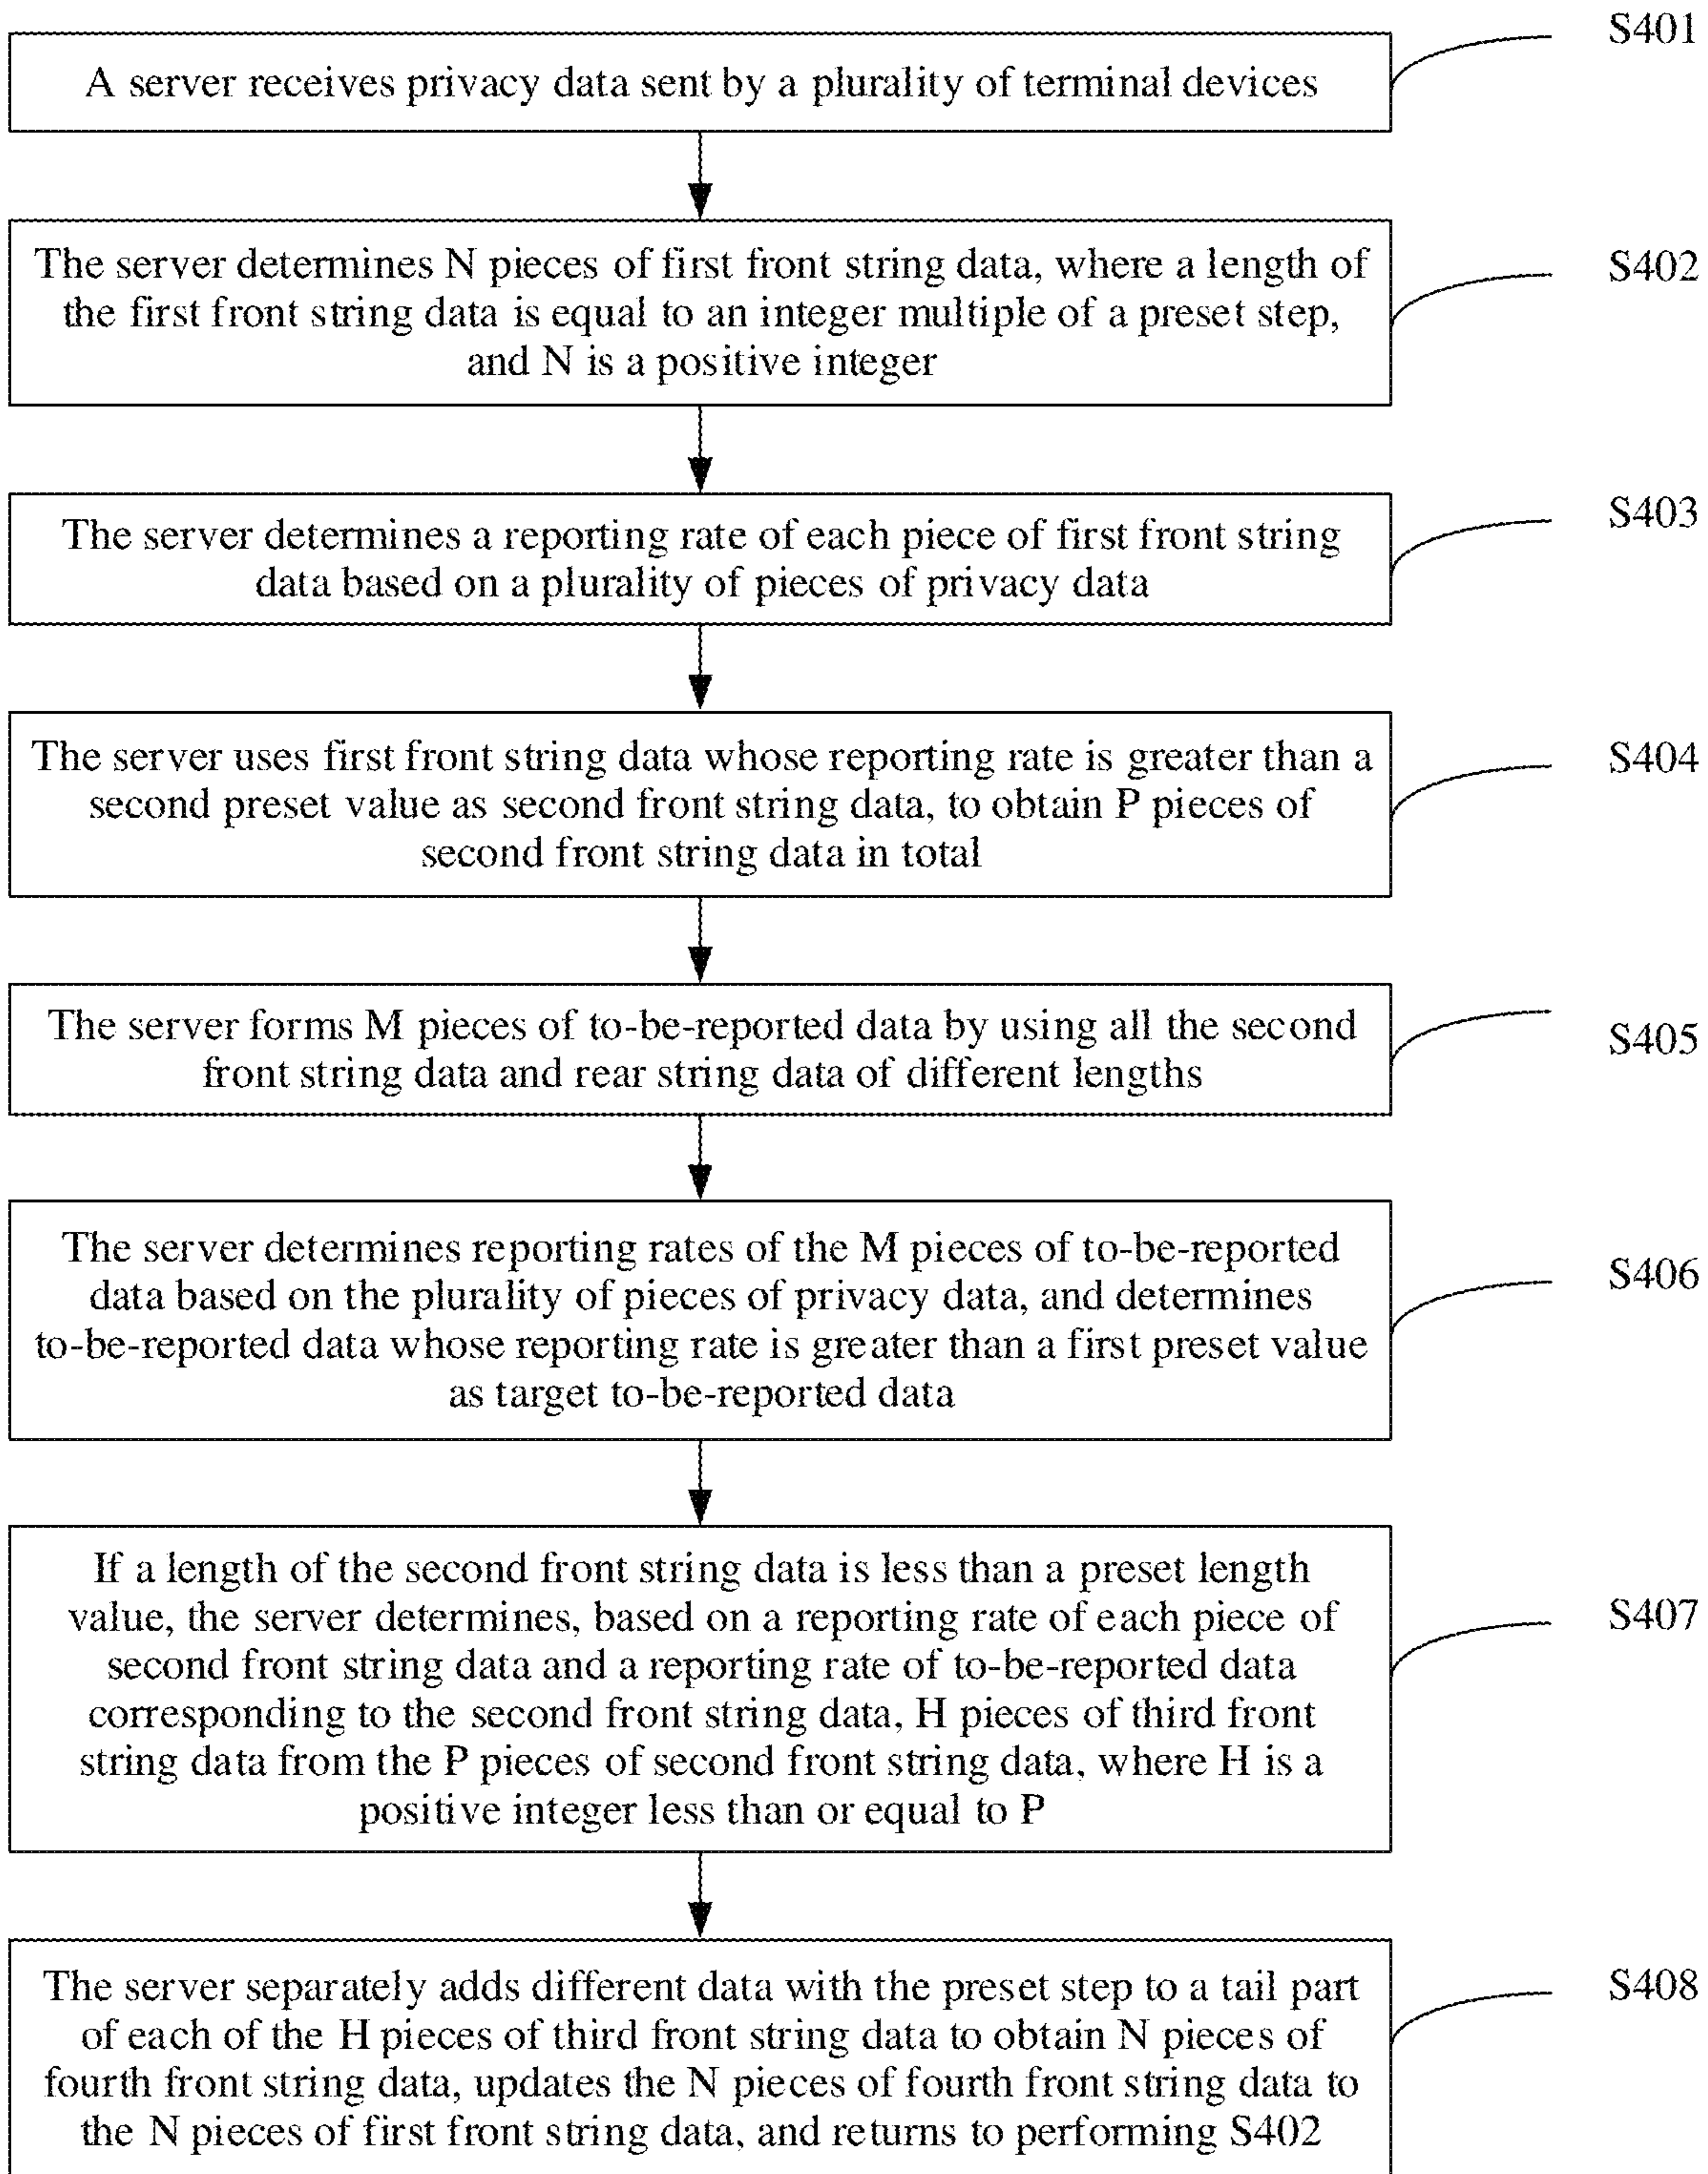 S401
A server receives privacy data sent by a plurality of terminal devices
The server determines N pieces of first front string data, where a length of
the first front string data is equal to an integer multiple of a preset step,
and N is a positive integer
S402
The server determines a reporting rate of each piece of first front string
data based on a plurality of pieces of privacy data
S403
The server uses first front string data whose reporting rate is greater than a
second preset value as second front string data, to obtain P pieces of
second front string data in total
S404
The server forms M pieces of to-be-reported data by using all the second
front string data and rear string data of different lengths
S405
The server determines reporting rates of the M pieces of to-be-reported
data based on the plurality of pieces of privacy data, and determines
to-be-reported data whose reporting rate is greater than a first preset value
as target to-be-reported data
S406
If a length of the second front string data is less than a preset length
value, the server determines, based on a reporting rate of each piece of
second front string data and a reporting rate of to-be-reported data
corresponding to the second front string data, H pieces of third front
string data from the P pieces of second front string data, where H is a
positive integer less than or equal to P
S407
The server separately adds different data with the preset step to a tail part
of each of the H pieces of third front string data to obtain N pieces of
fourth front string data, updates the N pieces of fourth front string data to
the N pieces of first front string data, and returns to performing S402
S408